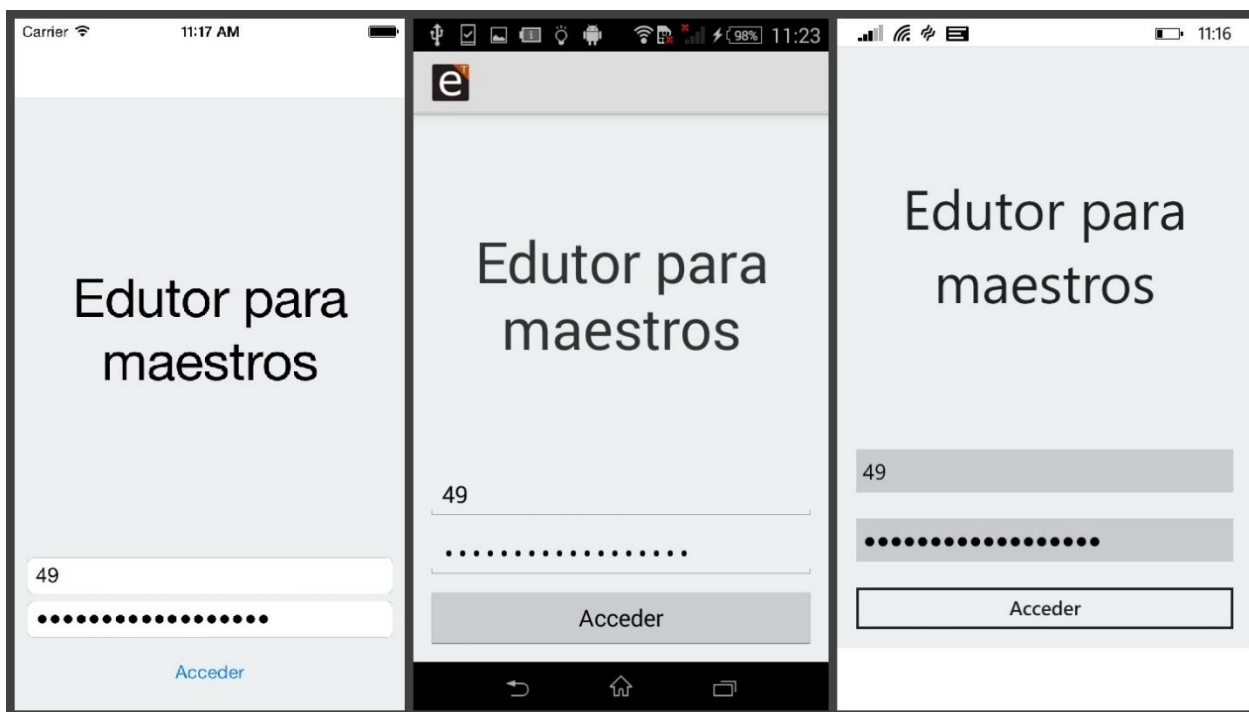 Carrier 11:17 AM
Edutor para
maestros
49
••••••••••••••••••
Acceder
98% 11:23
e T
Edutor para
maestros
49
••••••••••••••••••
Acceder
11:16
Edutor para
maestros
49
••••••••••••••••••
Acceder